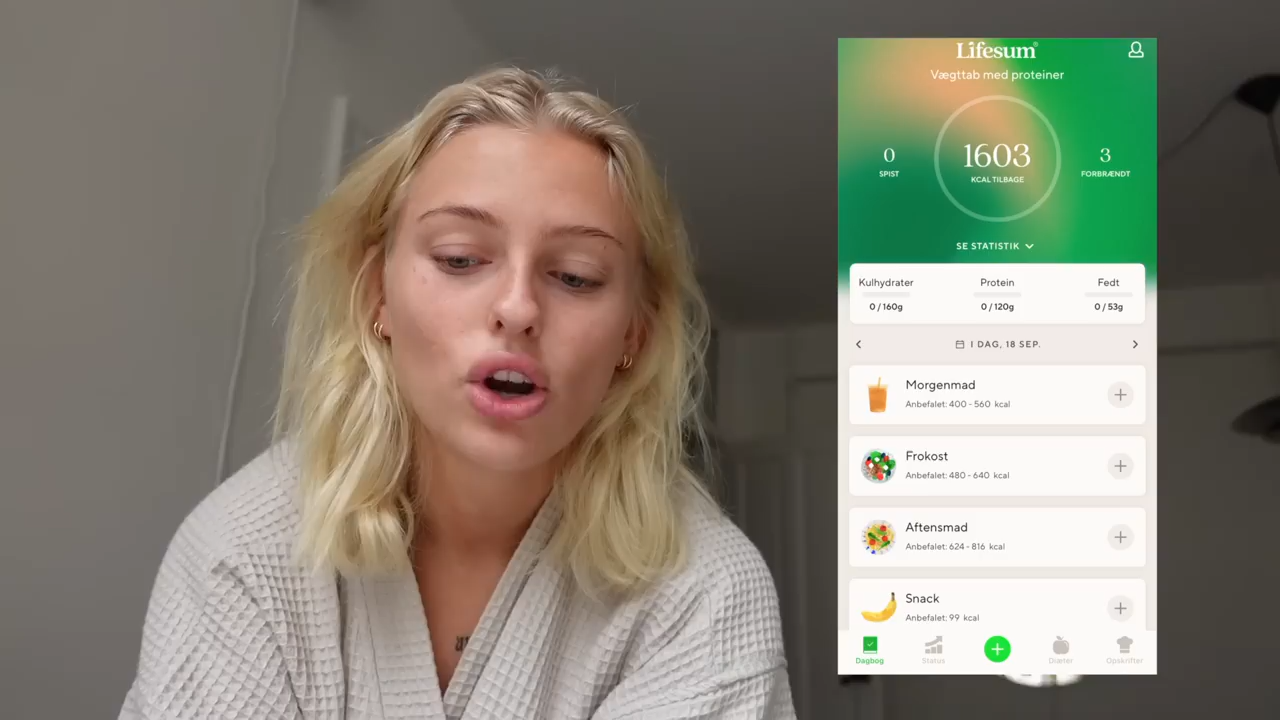 Lifesum®
Vægttab med proteiner
0
SPIST
1603
KCAL TILBAGE
3
FORBRÆNDT
SE STATISTIK
Kulhydrater
0 / 160g
Protein
0 / 120g
Fedt
0 / 53g
I DAG, 18 SEP.
Morgenmad
Anbefalet: 400 - 560 kcal
Frokost
Anbefalet: 480 - 640 kcal
Aftensmad
Anbefalet: 624 - 816 kcal
Snack
Anbefalet: 99 kcal
Dagbog
Status
Diæter
Opskrifter